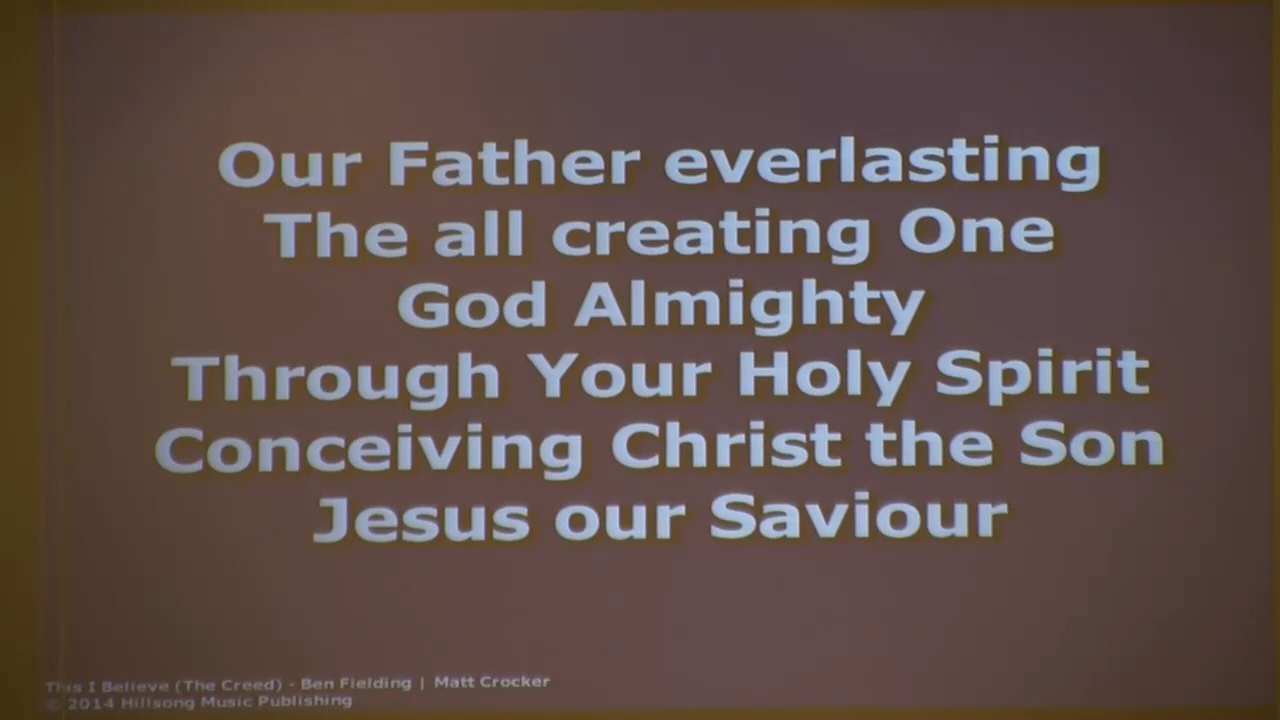 Our Father everlasting
The all creating One
God Almighty
Through Your Holy Spirit
Conceiving Christ the Son
Jesus our Saviour
This I Believe (The Creed) - Ben Fielding | Matt Crocker
© 2014 Hillsong Music Publishing